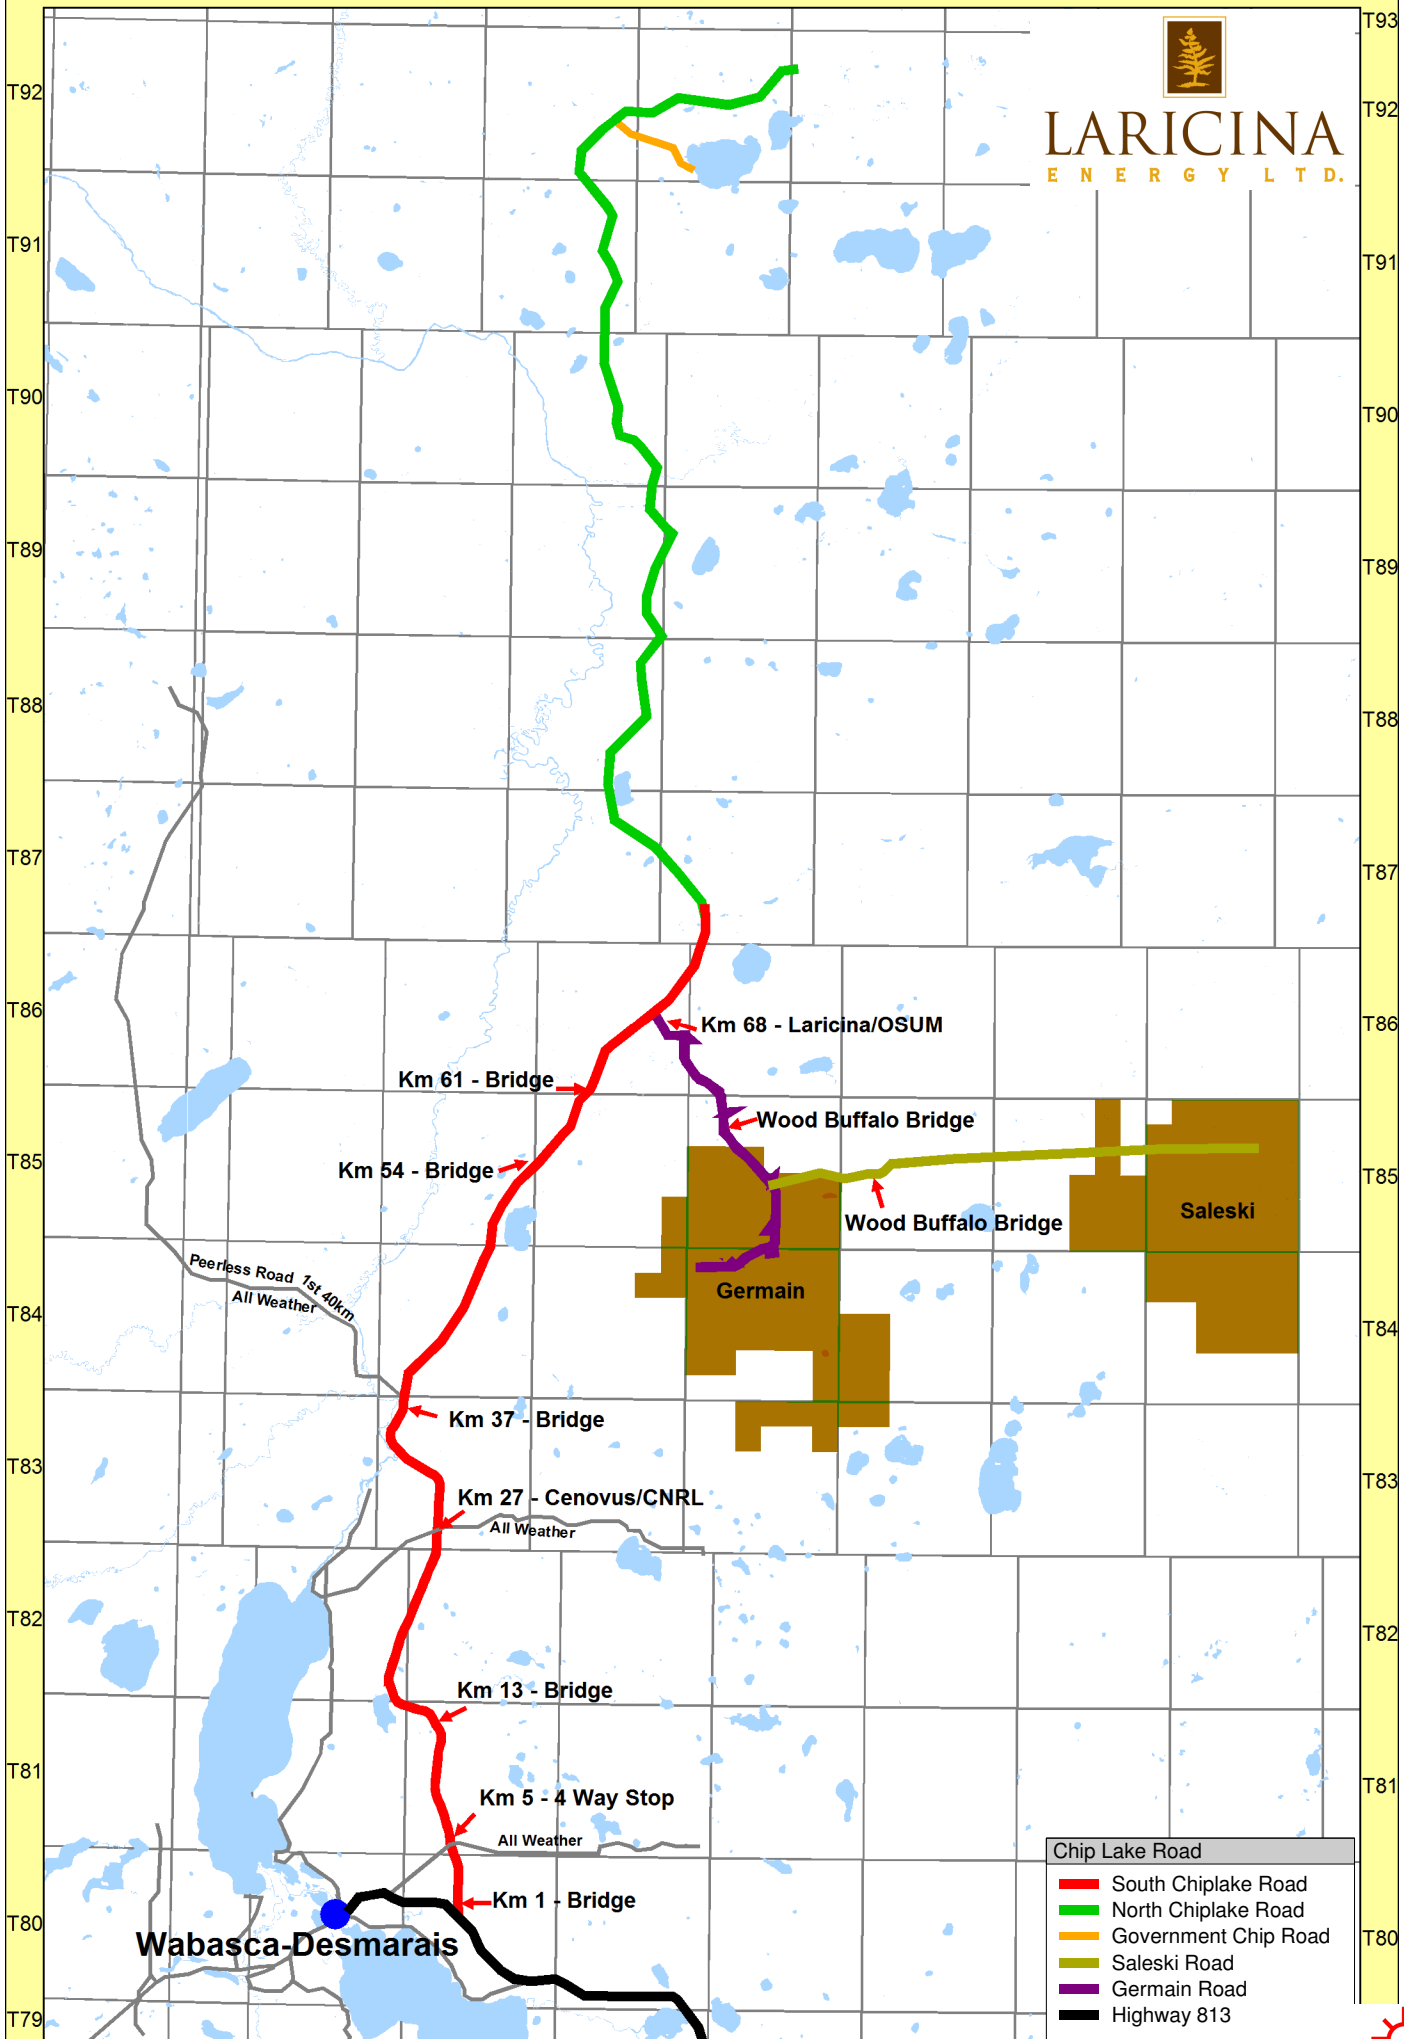 T93
T92
T92
LARICINA
ENERGY LTD.
T91
T91
T90
T90
T89
T89
T88
T88
T87
T87
T86
T86
Km 68 - Laricina/OSUM
Km 61 - Bridge
Wood Buffalo Bridge
Km 54 - Bridge
T85
T85
Saleski
Wood Buffalo Bridge
Peerless Road 1st 40km
All Weather
Germain
T84
T84
Km 37 - Bridge
T83
T83
Km 27 - Cenovus/CNRL
All Weather
T82
T82
Km 13 - Bridge
T81
T81
Km 5 - 4 Way Stop
All Weather
Km 1 - Bridge
T80
T80
Wabasca-Desmarais
T79
Chip Lake Road
South Chiplake Road
North Chiplake Road
Government Chip Road
Saleski Road
Germain Road
Highway 813